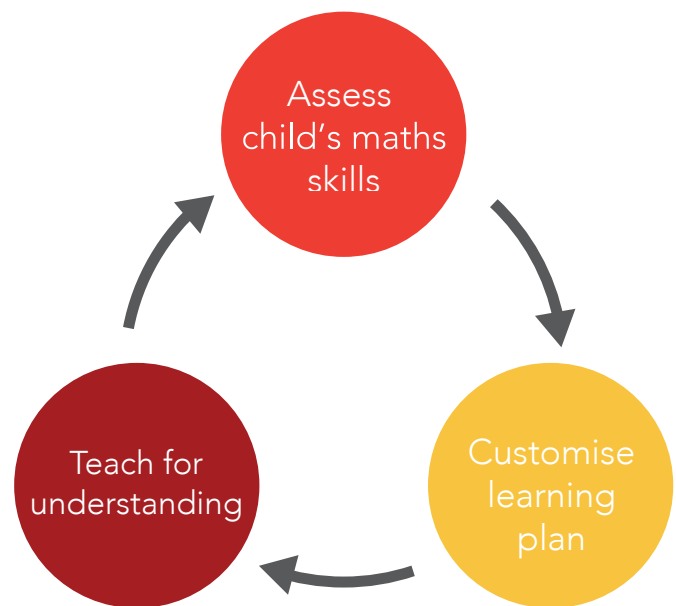 Assess
child’s maths
skills
Customise
learning
plan
Teach for
understanding